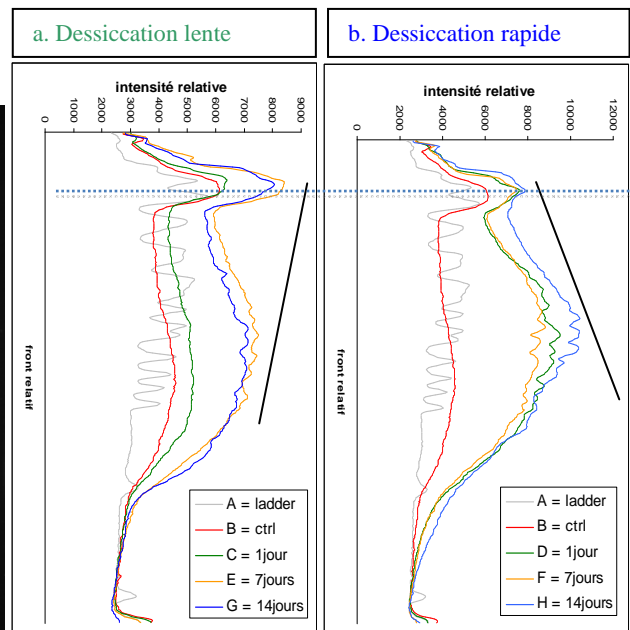 a. Dessiccation lente
b. Dessiccation rapide
intensité relative
0
1000
2000
3000
4000
5000
6000
7000
8000
9000
front relatif
A = ladder
B = ctrl
C = 1jour
E = 7jours
G = 14jours
intensité relative
0
2000
4000
6000
8000
10000
12000
front relatif
A = ladder
B = ctrl
D = 1jour
F = 7jours
H = 14jours